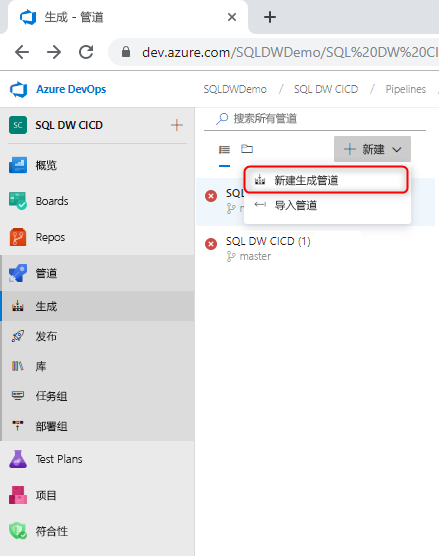 生成 - 管道
dev.azure.com/SQLDWDemo/SQL%20DW%20CI
Azure DevOps
SQLDWDemo / SQL DW CICD / Pipelines
SC SQL DW CICD
搜索所有管道
新建
概览
新建生成管道
Boards
SQL
导入管道
Repos
SQL DW CICD (1)
master
管道
生成
发布
库
任务组
部署组
Test Plans
项目
符合性